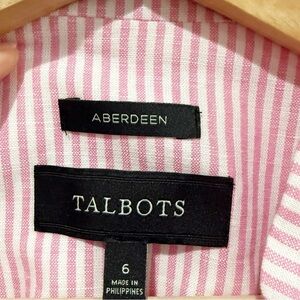 ABERDEEN
TALBOTS
6
MADE IN
PHILIPPINES